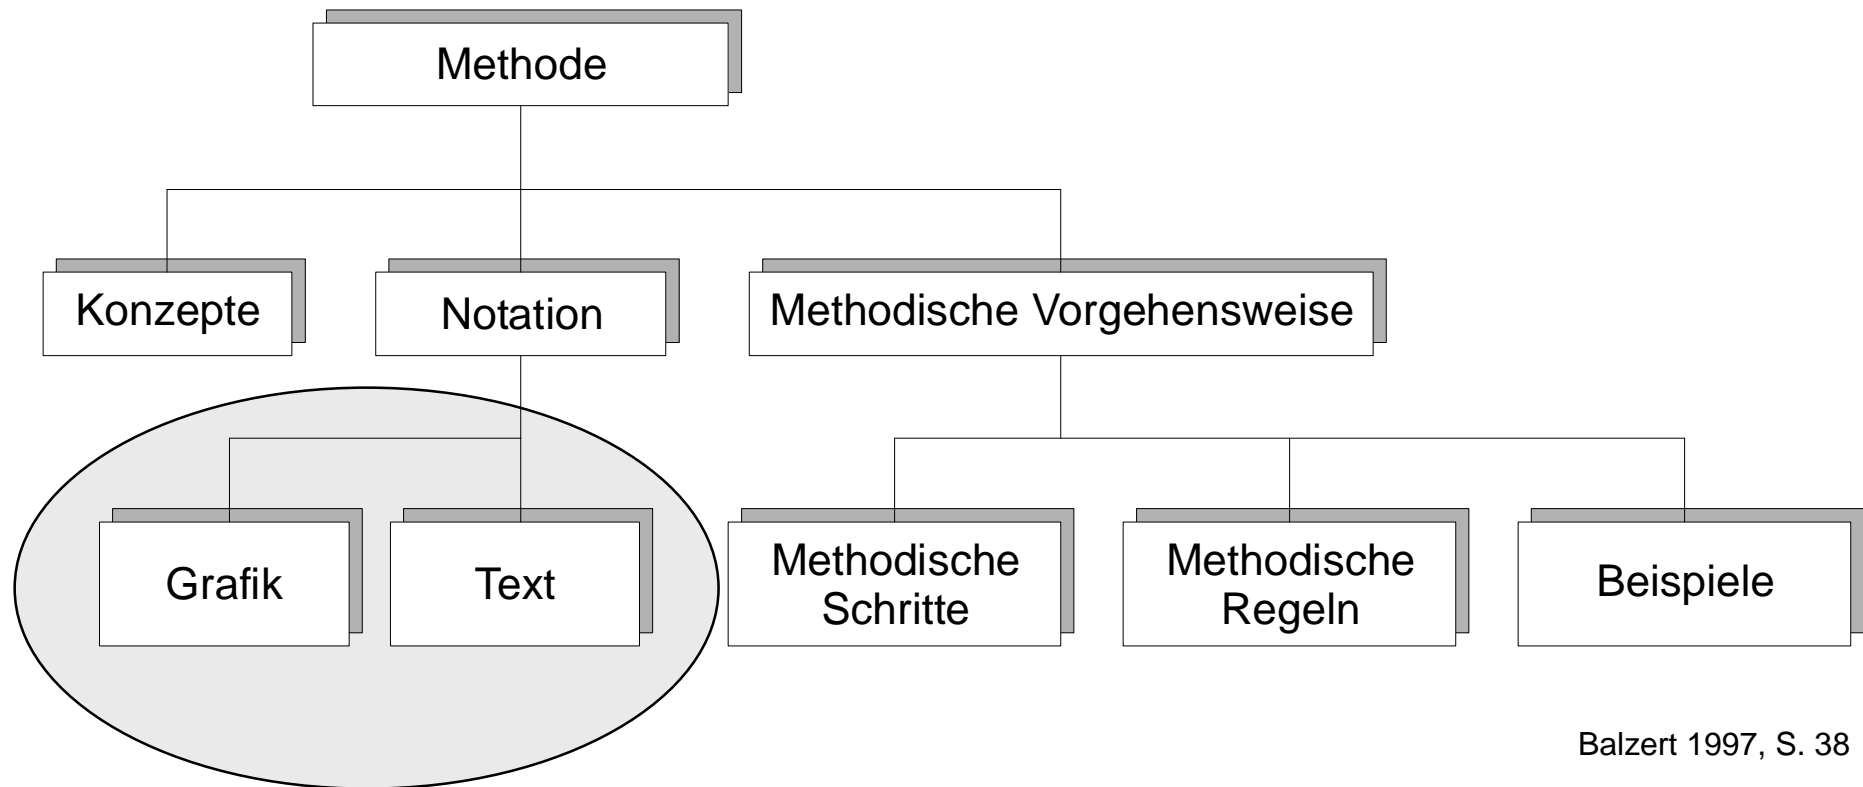 Methode
Konzepte
Notation
Methodische Vorgehensweise
Grafik
Text
Methodische
Schritte
Methodische
Regeln
Beispiele
Balzert 1997, S. 38